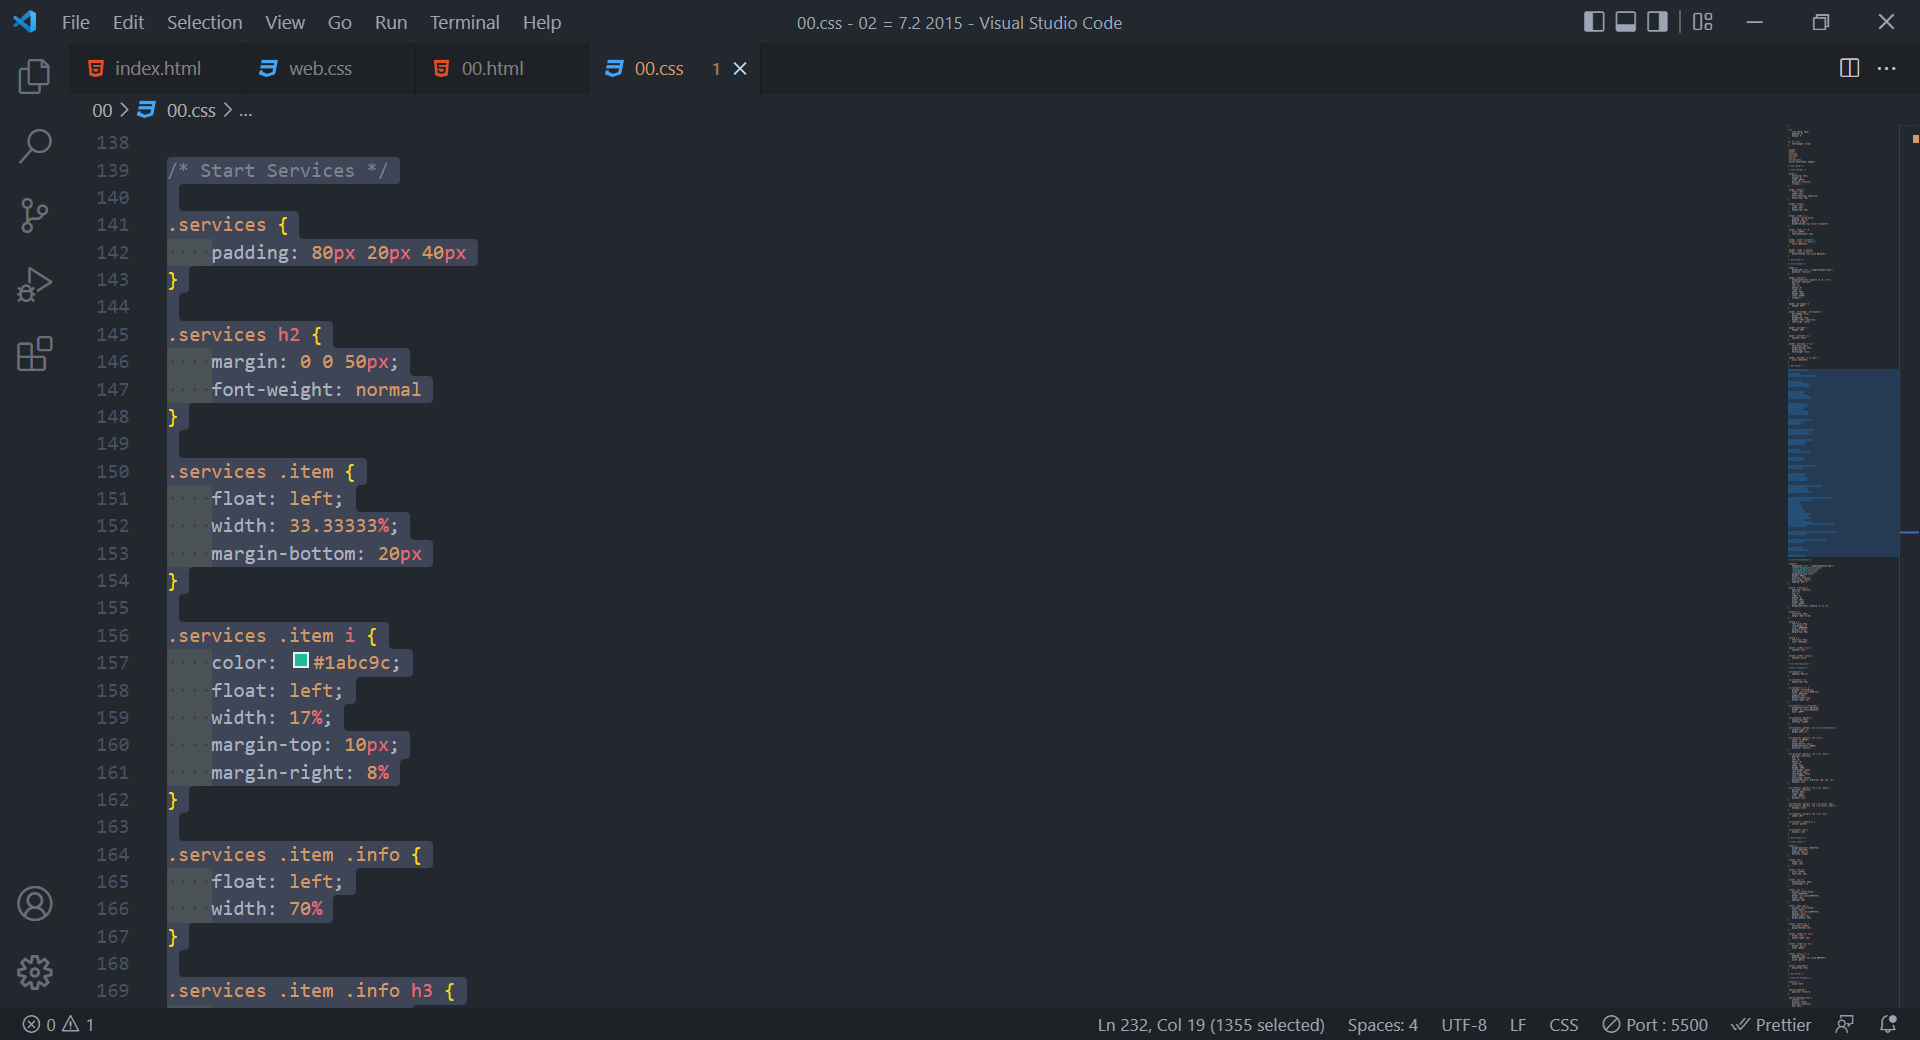 File Edit Selection View Go Run Terminal Help
00.css - 02 = 7.2 2015 - Visual Studio Code
index.html
web.css
00.html
00.css 1
00 > 00.css > ...
138
139 /* Start Services */
140
141 .services {
142 padding: 80px 20px 40px
143 }
144
145 .services h2 {
146 margin: 0 0 50px;
147 font-weight: normal
148 }
149
150 .services .item {
151 float: left;
152 width: 33.33333%;
153 margin-bottom: 20px
154 }
155
156 .services .item i {
157 color: #1abc9c;
158 float: left;
159 width: 17%;
160 margin-top: 10px;
161 margin-right: 8%
162 }
163
164 .services .item .info {
165 float: left;
166 width: 70%
167 }
168
169 .services .item .info h3 {
0 1
Ln 232, Col 19 (1355 selected) Spaces: 4 UTF-8 LF CSS Port : 5500 Prettier